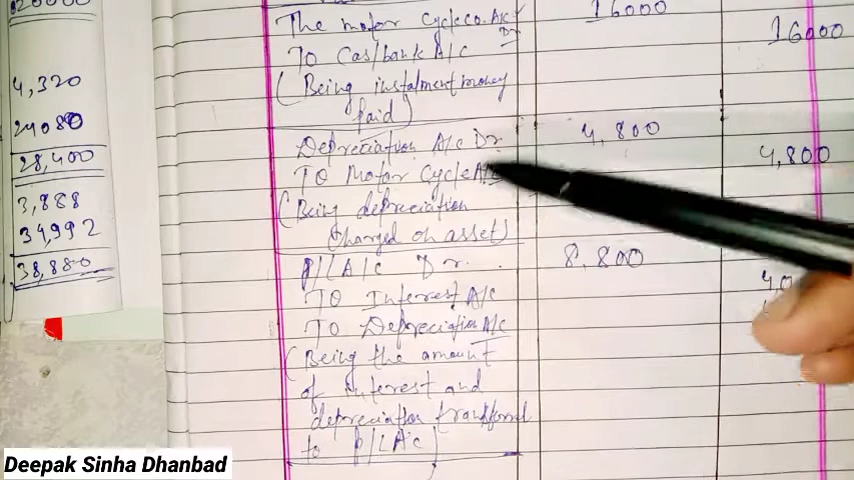 4,320
24080
28,400
3,888
34,992
38,880
The motor Cycle co. A/c Dr
16000
To Cas/bank A/C
16000
(Being instalment money
paid)
Depreciation A/c Dr
4,800
To Motor Cycle A/c
4,800
(Being depreciation
Charged on asset)
P/L A/c Dr.
8,800
To Interest A/c
4,0
To Depreciation A/c
(Being the amount
of interest and
depreciation transferred
to P/L A/c)
Deepak Sinha Dhanbad